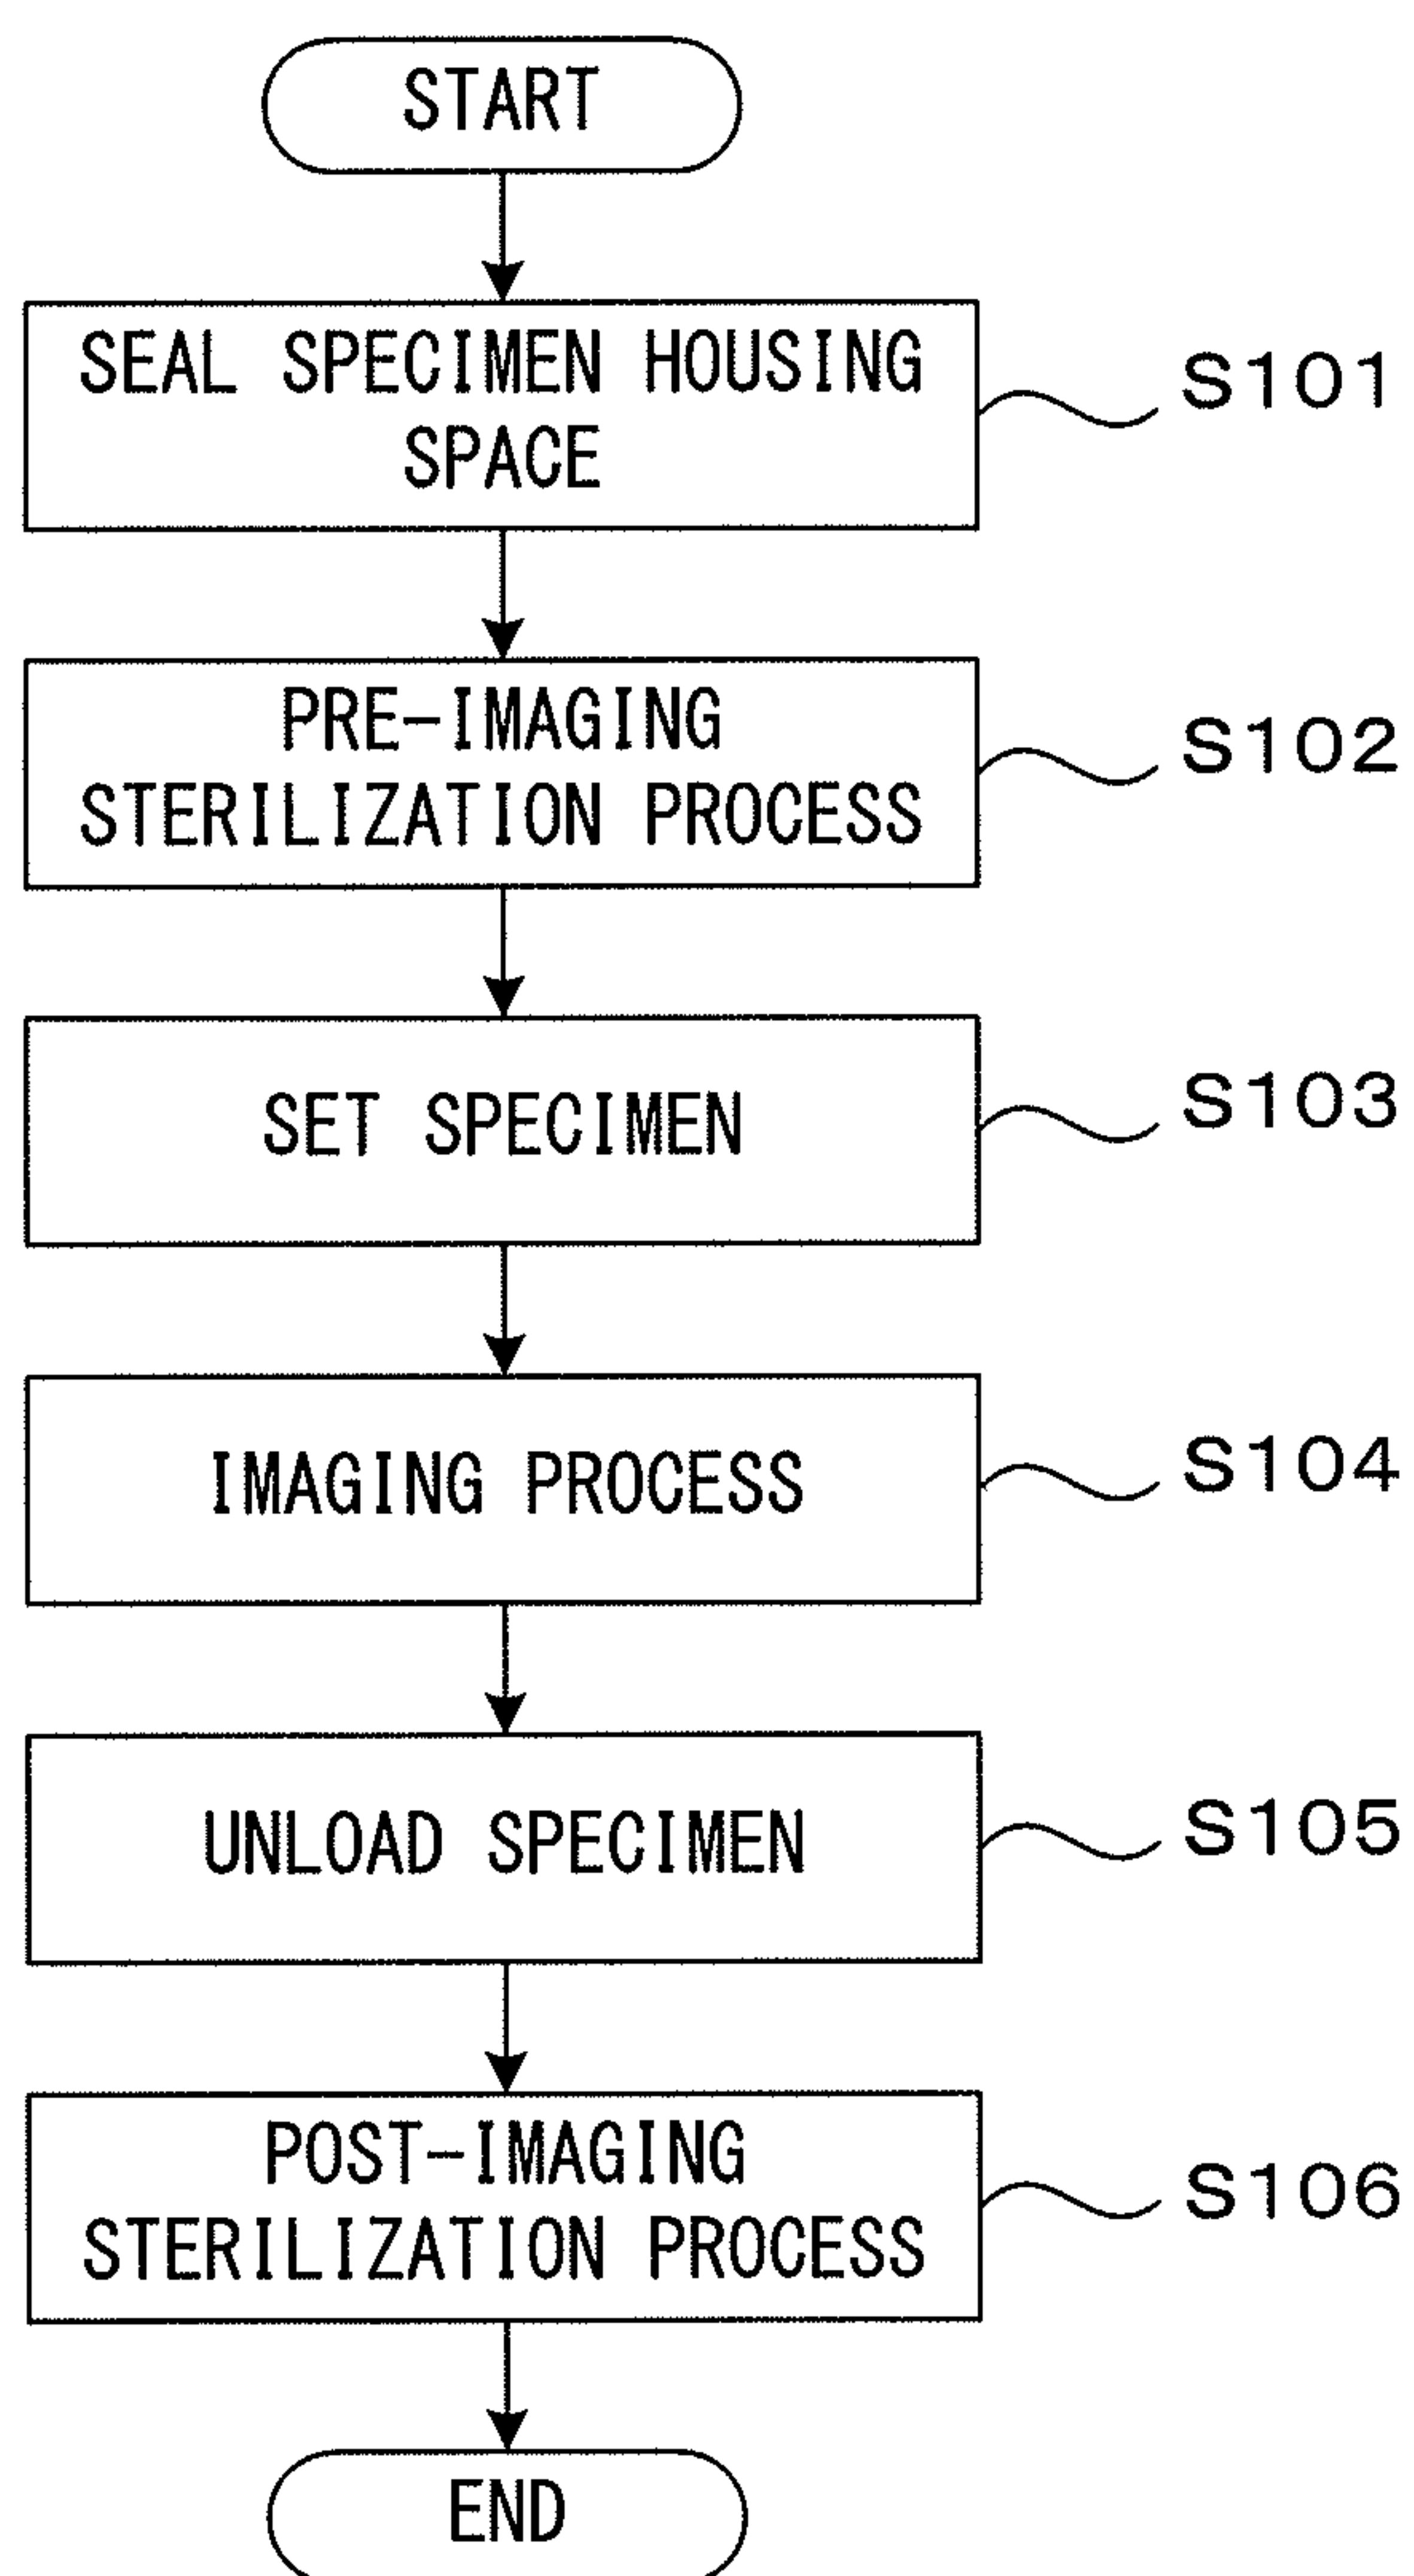 START
SEAL SPECIMEN HOUSING
SPACE
S101
PRE-IMAGING
STERILIZATION PROCESS
S102
SET SPECIMEN
S103
IMAGING PROCESS
S104
UNLOAD SPECIMEN
S105
POST-IMAGING
STERILIZATION PROCESS
S106
END